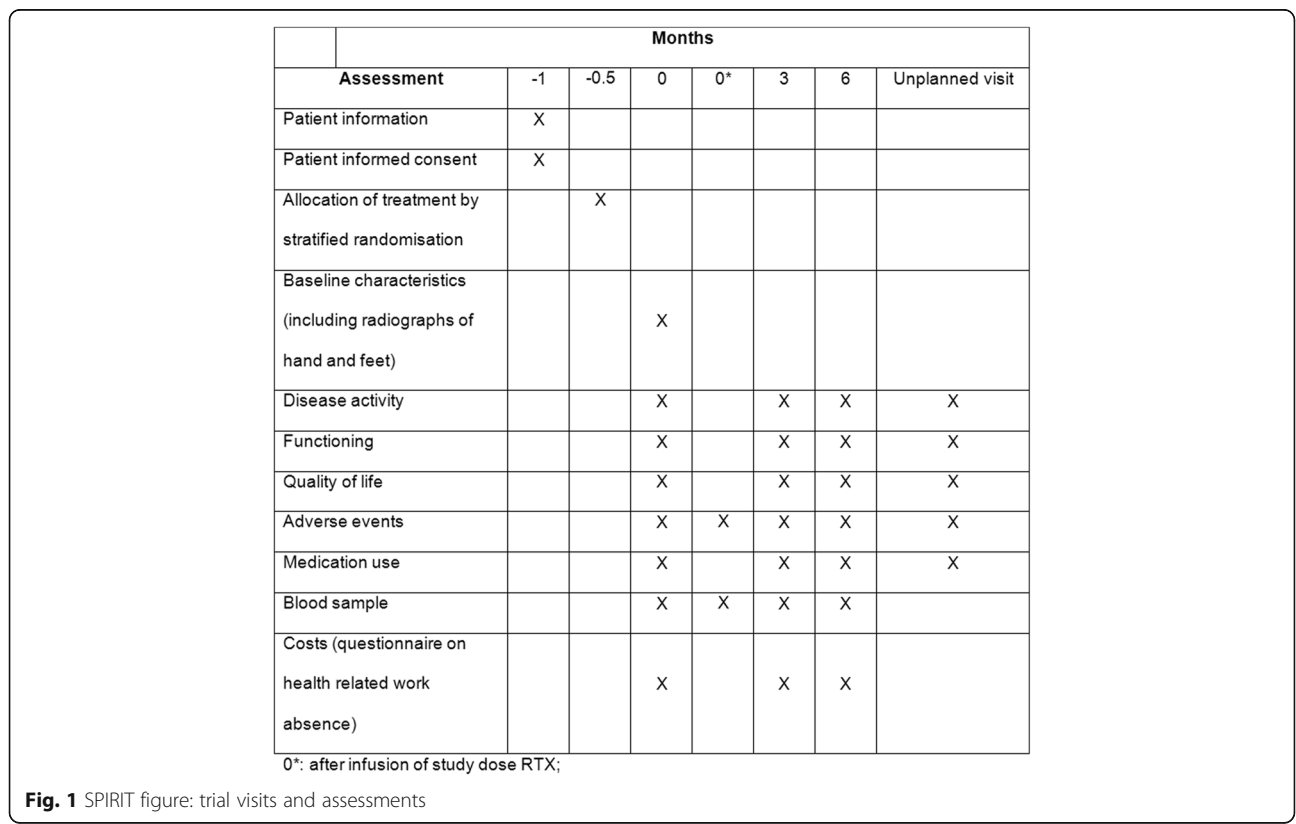 Months
Assessment -1 -0.5 0 0* 3 6 Unplanned visit
Patient information X
Patient informed consent X
Allocation of treatment by X
stratified randomisation
Baseline characteristics
(including radiographs of X
hand and feet)
Disease activity X X X X
Functioning X X X X
Quality of life X X X X
Adverse events X X X X X
Medication use X X X X
Blood sample X X X X
Costs (questionnaire on
health related work X X X
absence)
0*: after infusion of study dose RTX;
Fig. 1 SPIRIT figure: trial visits and assessments